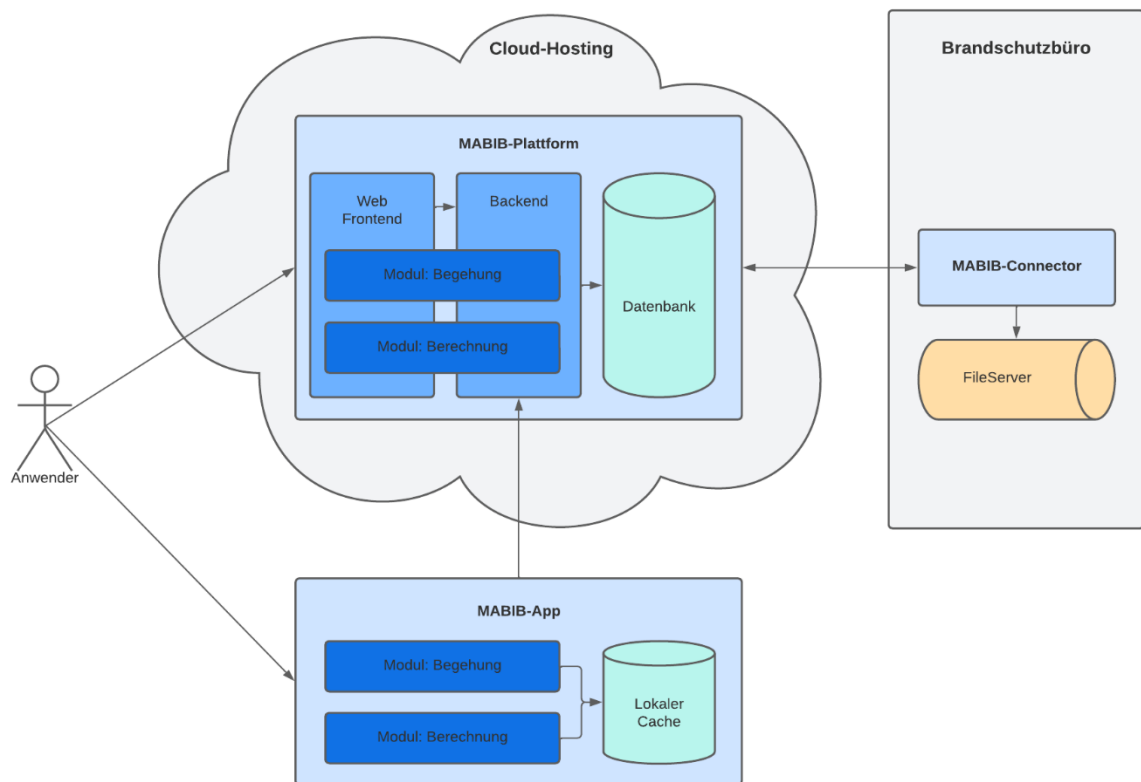 Cloud-Hosting
Brandschutzbüro
MABIB-Plattform
Web
Frontend
Backend
Modul: Begehung
Modul: Berechnung
Datenbank
MABIB-Connector
FileServer
Anwender
MABIB-App
Modul: Begehung
Modul: Berechnung
Lokaler
Cache